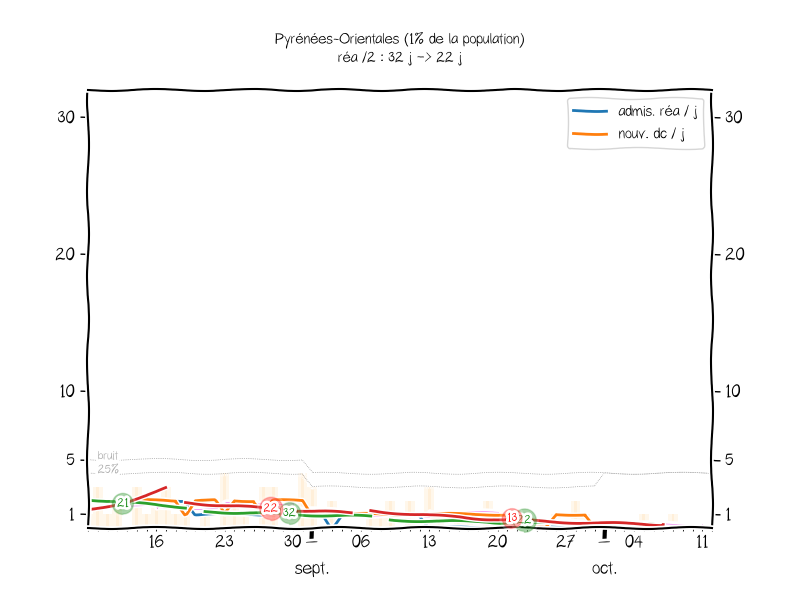 Pyrénées-Orientales (1% de la population)
réa /2 : 32 j -> 22 j
admis. réa / j
nouv. dc / j
30
30
20
20
10
10
bruit
25%
5
5
21
22
32
13
1
1
16 23 30 06 13 20 27 04 11
sept. oct.